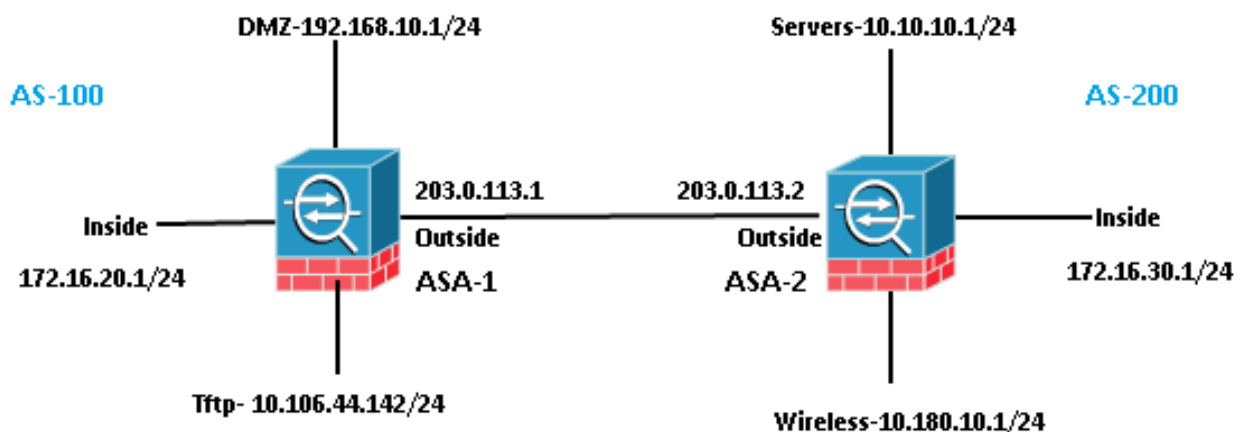 DMZ-192.168.10.1/24
Servers-10.10.10.1/24
AS-100
AS-200
203.0.113.1
203.0.113.2
Inside
Outside
Outside
Inside
172.16.20.1/24
ASA-1
ASA-2
172.16.30.1/24
Tftp- 10.106.44.142/24
Wireless-10.180.10.1/24